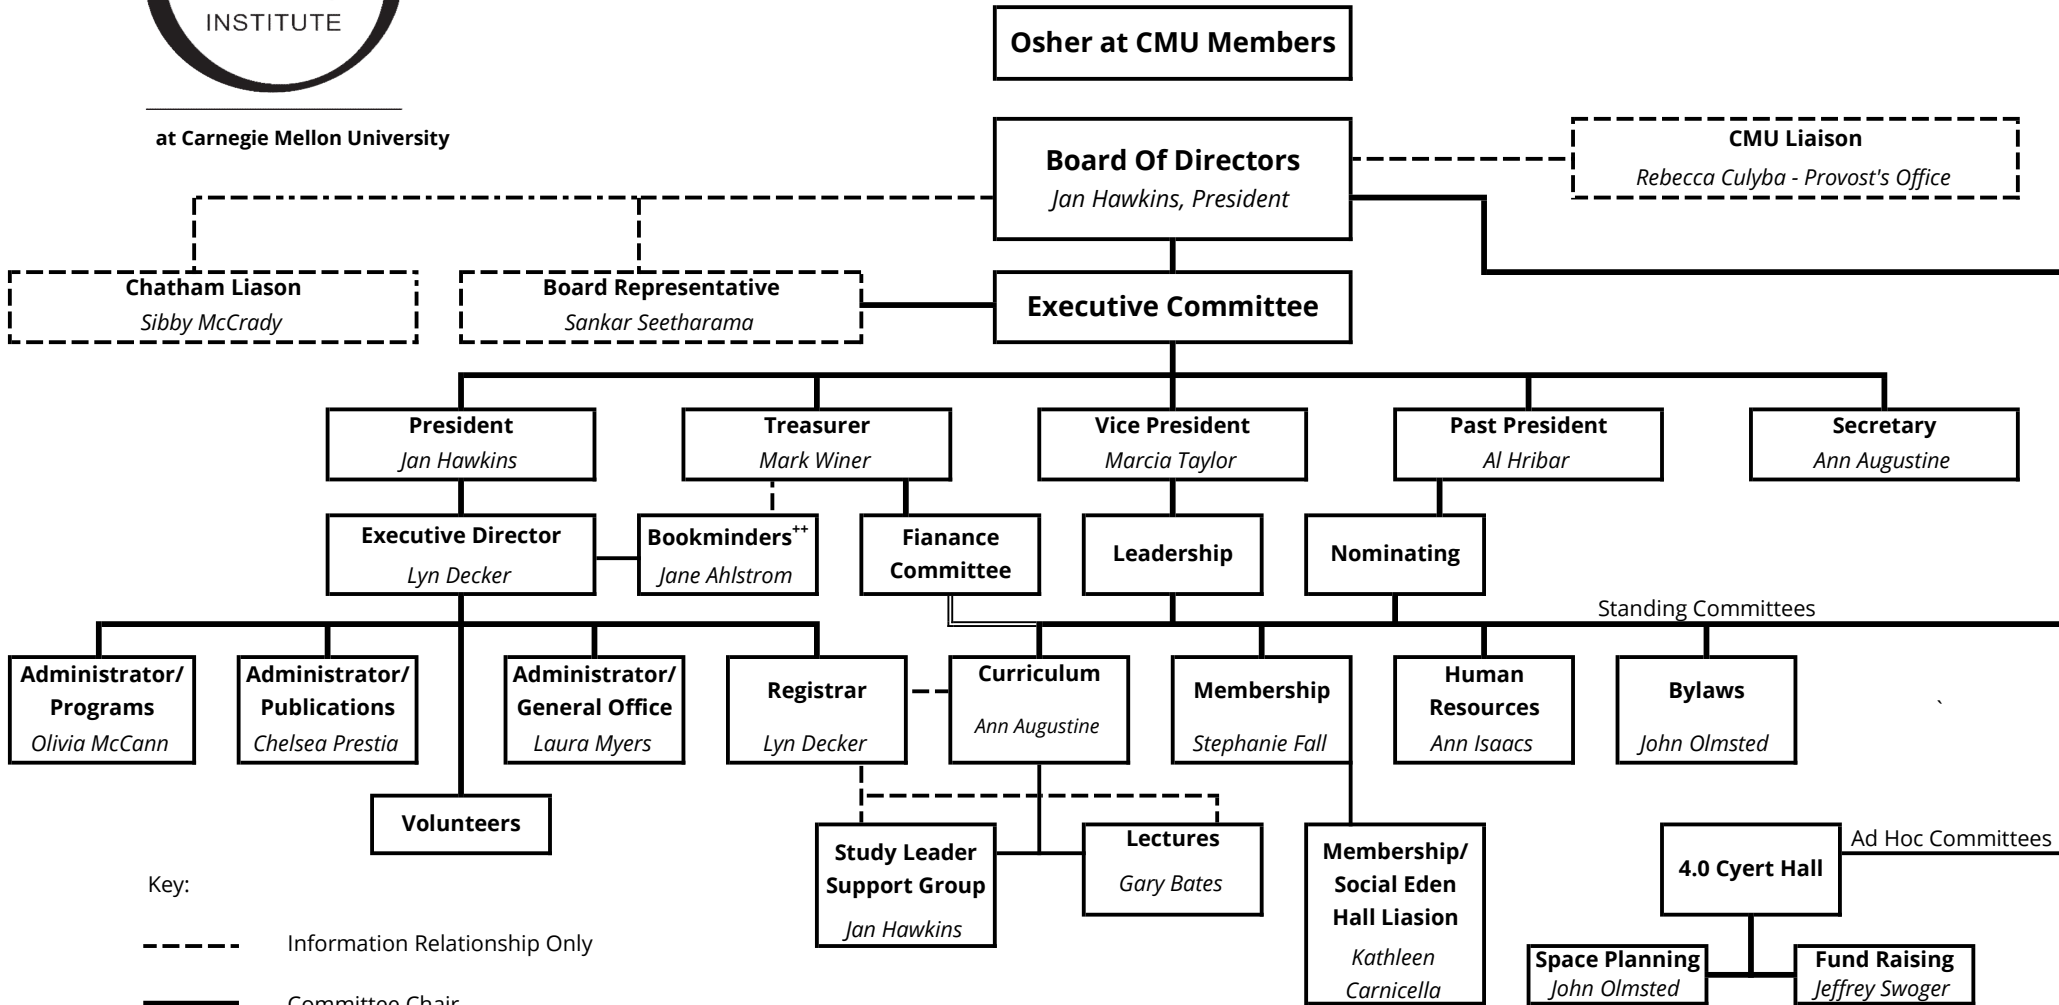 INSTITUTE
at Carnegie Mellon University
Osher at CMU Members
Board Of Directors
Jan Hawkins, President
CMU Liaison
Rebecca Culyba - Provost's Office
Chatham Liason
Sibby McCrady
Board Representative
Sankar Seetharama
Executive Committee
President
Jan Hawkins
Treasurer
Mark Winer
Vice President
Marcia Taylor
Past President
Al Hribar
Secretary
Ann Augustine
Executive Director
Lyn Decker
Bookminders++
Jane Ahlstrom
Fianance
Committee
Leadership
Nominating
Standing Committees
Administrator/
Programs
Olivia McCann
Administrator/
Publications
Chelsea Prestia
Administrator/
General Office
Laura Myers
Registrar
Lyn Decker
Curriculum
Ann Augustine
Membership
Stephanie Fall
Human
Resources
Ann Isaacs
Bylaws
John Olmsted
`
Volunteers
Study Leader
Support Group
Jan Hawkins
Lectures
Gary Bates
Membership/
Social Eden
Hall Liasion
Kathleen
Carnicella
4.0 Cyert Hall
Ad Hoc Committees
Space Planning
John Olmsted
Fund Raising
Jeffrey Swoger
Key:
Information Relationship Only
Committee Chair